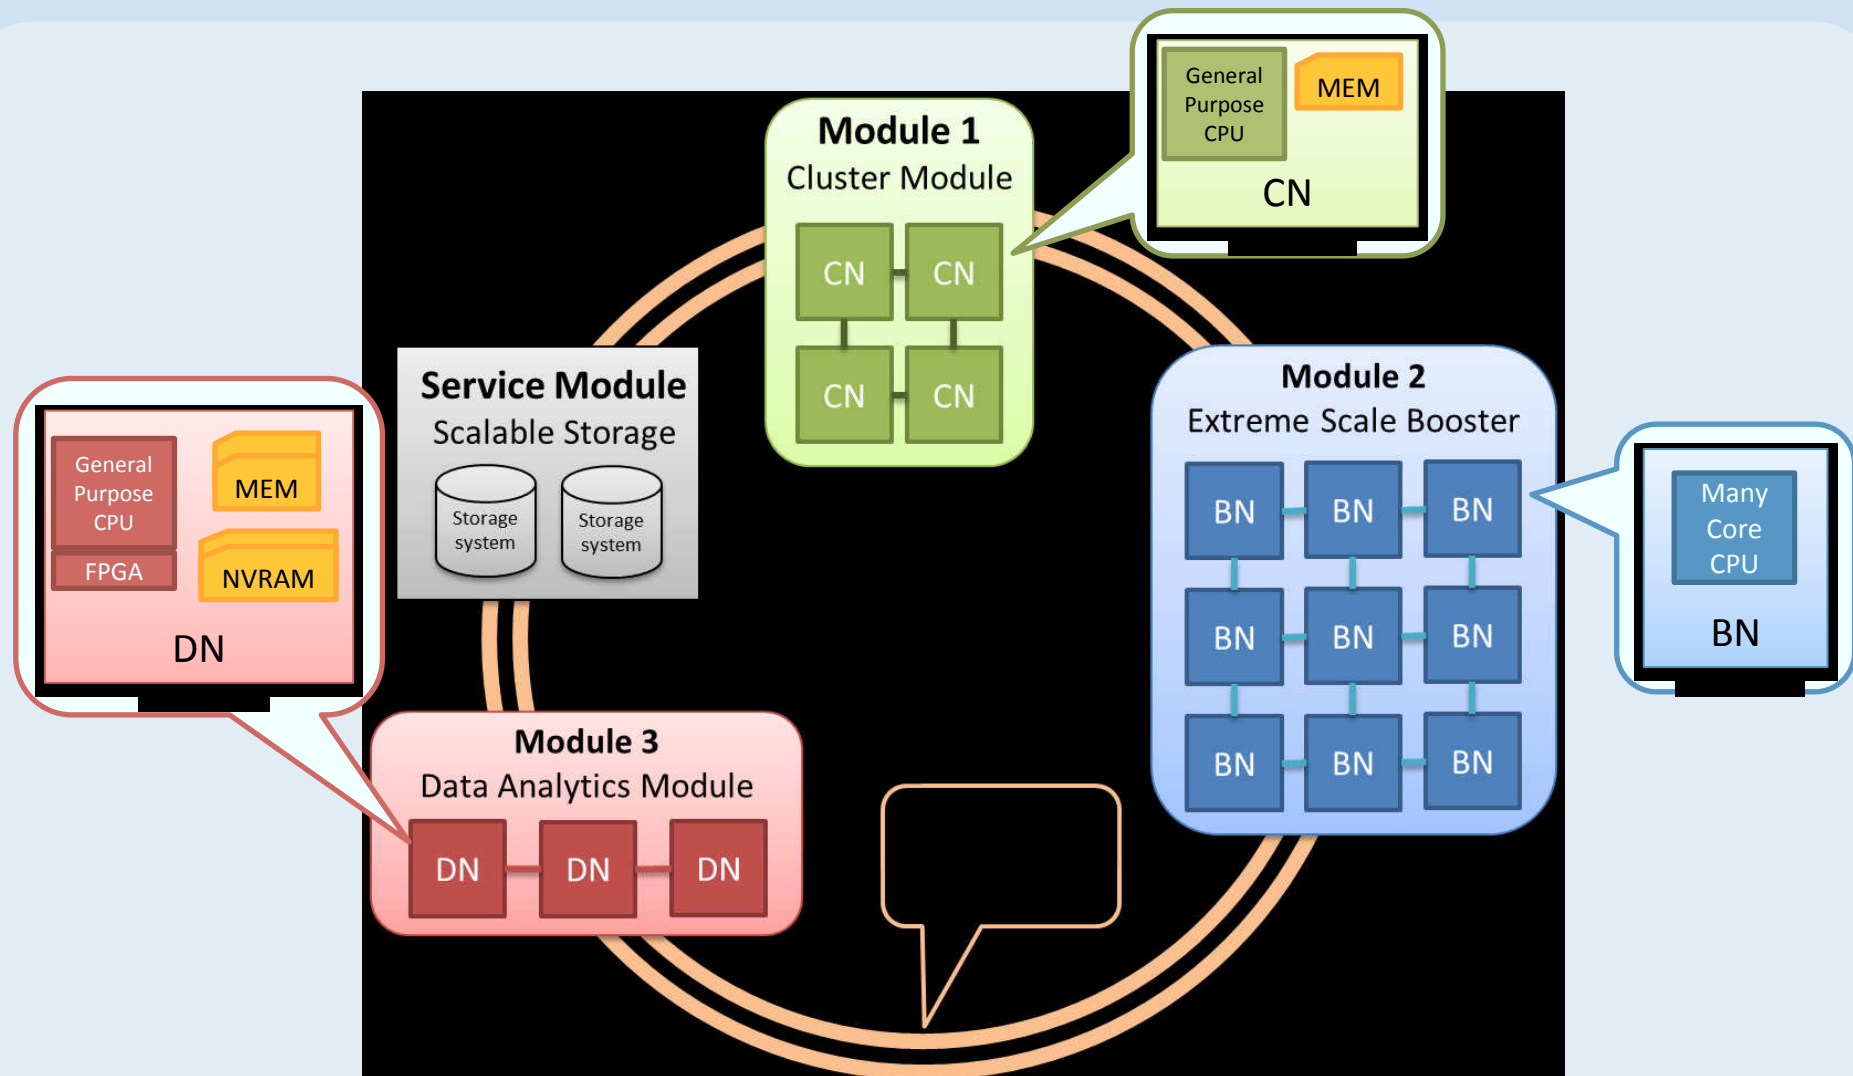 General
Purpose
CPU
MEM
CN
Module 1
Cluster Module
CN CN
CN CN
Service Module
Scalable Storage
Storage
system
Storage
system
Module 2
Extreme Scale Booster
BN BN BN
BN BN BN
BN BN BN
General
Purpose
CPU
FPGA
MEM
NVRAM
DN
Many
Core
CPU
BN
Module 3
Data Analytics Module
DN DN DN